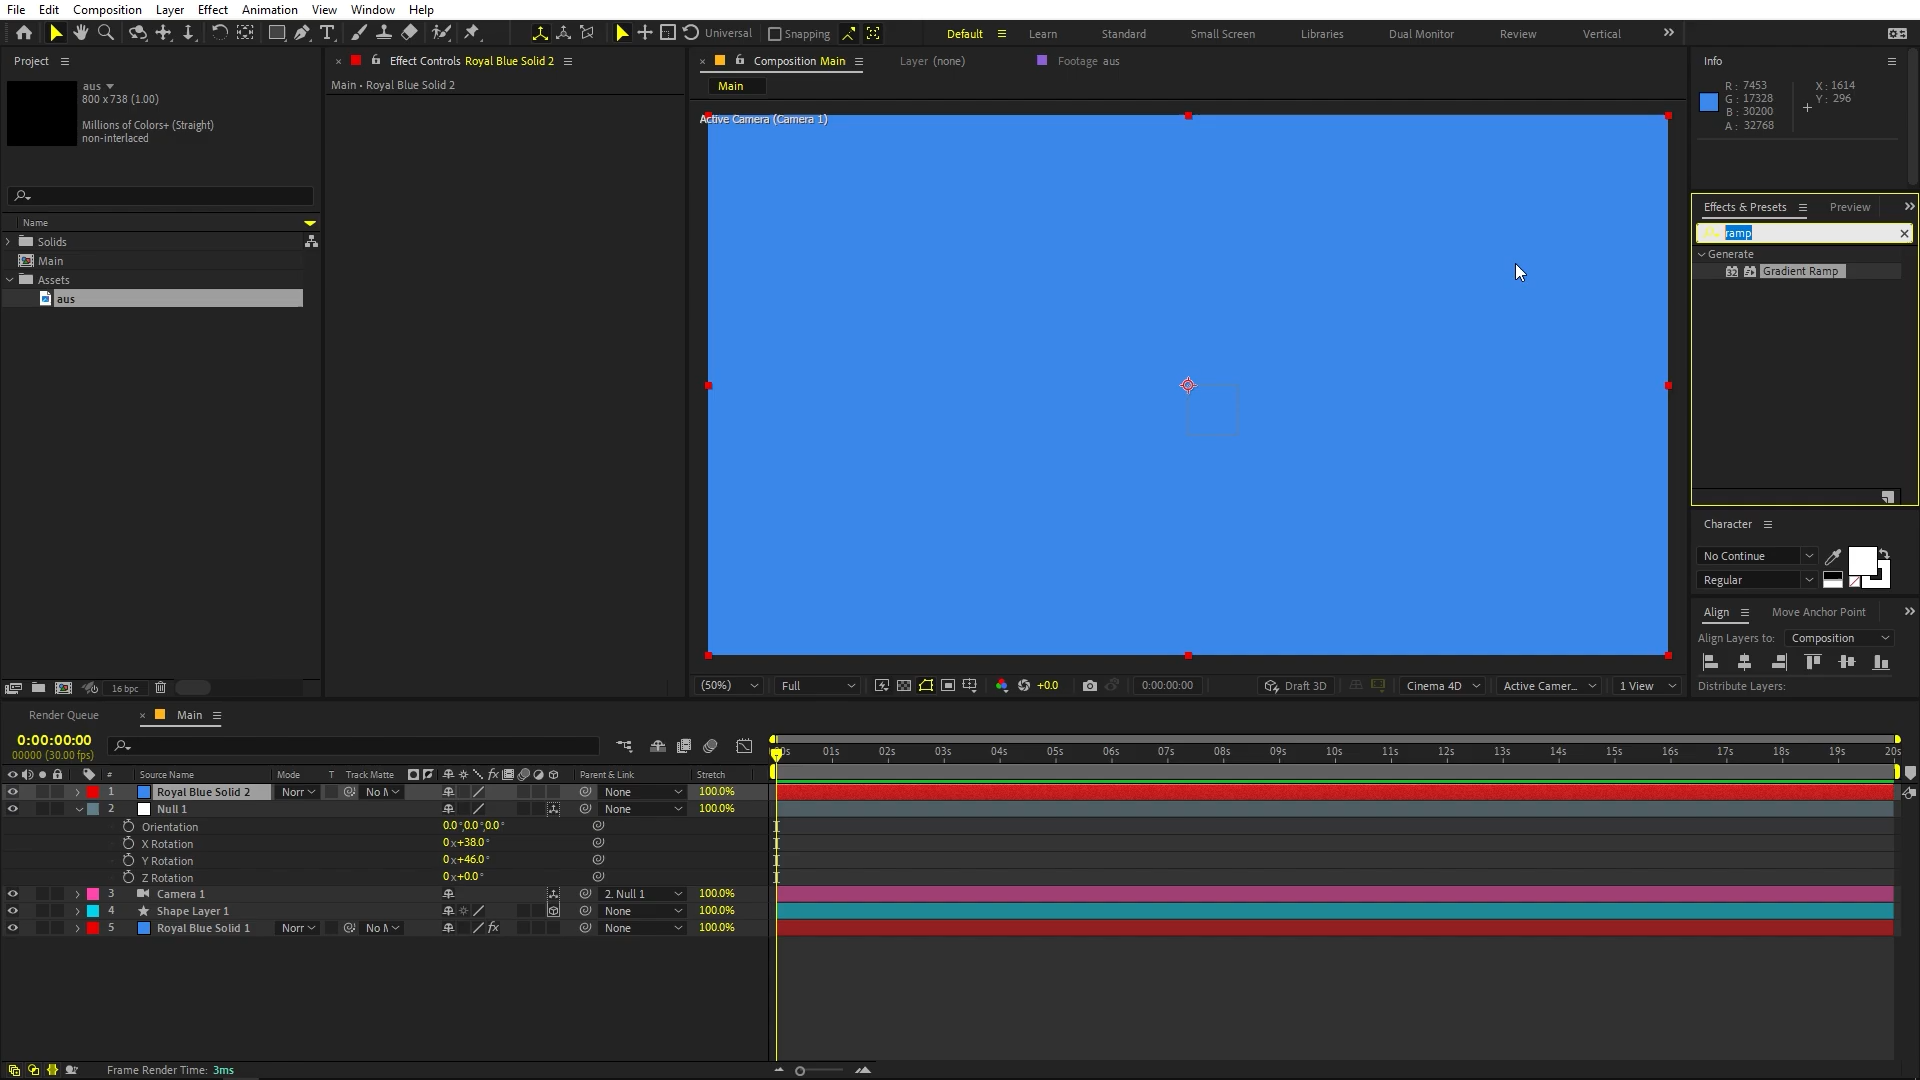 File Edit Composition Layer Effect Animation View Window Help
Universal Snapping Default Learn Standard Small Screen Libraries Dual Monitor Review Vertical
Project
aus
800 x 738 (1.00)
Millions of Colors+ (Straight)
non-interlaced
Name
Solids
Main
Assets
aus
16 bpc
Effect Controls Royal Blue Solid 2
Main • Royal Blue Solid 2
Composition Main Layer (none) Footage aus
Main
Active Camera (Camera 1)
(50%) Full +0.0 0:00:00:00 Draft 3D Cinema 4D Active Camer... 1 View
Info
R : 7453
G : 17328
B : 30200
A : 32768
X : 1614
Y : 296
Effects & Presets Preview
ramp
Generate
32 Gradient Ramp
Character
No Continue
Regular
Align Move Anchor Point
Align Layers to: Composition
Distribute Layers:
Render Queue Main
0:00:00:00
00000 (30.00 fps)
00s 01s 02s 03s 04s 05s 06s 07s 08s 09s 10s 11s 12s 13s 14s 15s 16s 17s 18s 19s 20s
# Source Name Mode T Track Matte fx Parent & Link Stretch
1 Royal Blue Solid 2 Norr No M None 100.0%
2 Null 1 None 100.0%
Orientation 0.0°,0.0°,0.0°
X Rotation 0x+38.0°
Y Rotation 0x+46.0°
Z Rotation 0x+0.0°
3 Camera 1 2. Null 1 100.0%
4 Shape Layer 1 None 100.0%
5 Royal Blue Solid 1 Norr No M fx None 100.0%
Frame Render Time: 3ms